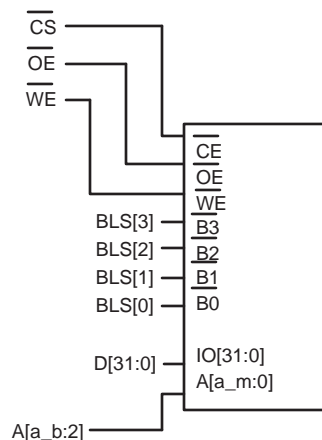 CS
OE
WE
CE
OE
WE
BLS[3] B3
BLS[2] B2
BLS[1] B1
BLS[0] B0
D[31:0] IO[31:0]
A[a_m:0]
A[a_b:2]